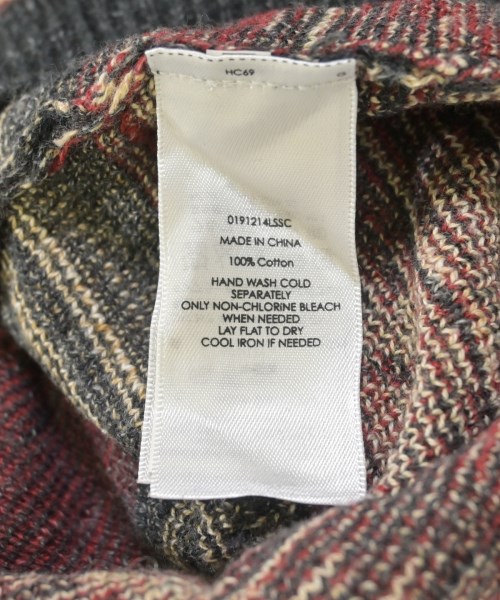 HC69
0191214LSSC
MADE IN CHINA
100% Cotton
HAND WASH COLD
SEPARATELY
ONLY NON-CHLORINE BLEACH
WHEN NEEDED
LAY FLAT TO DRY
COOL IRON IF NEEDED